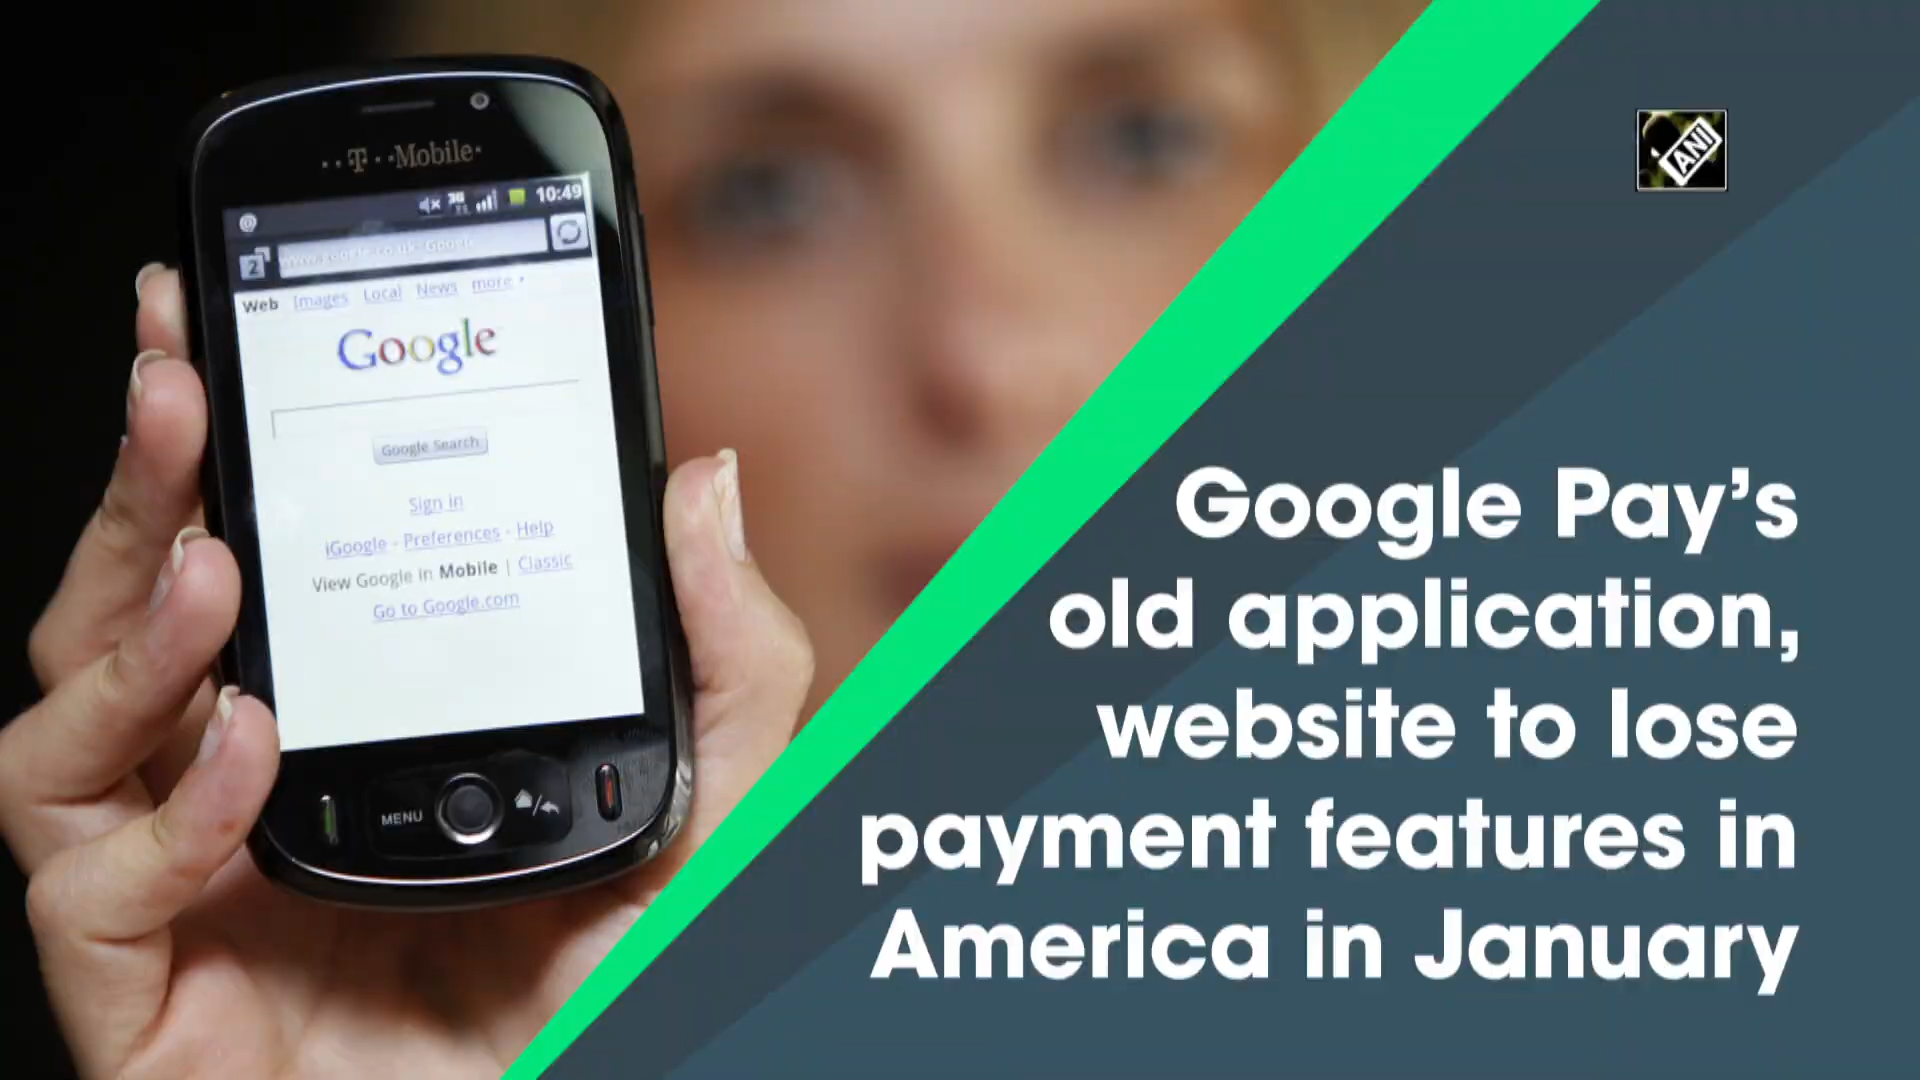 ··T··Mobile·
10:49
2
Web Images Local News more
Google
Google Search
Sign in
iGoogle - Preferences - Help
View Google in Mobile | Classic
Go to Google.com
MENU
ANI
Google Pay’s
old application,
website to lose
payment features in
America in January